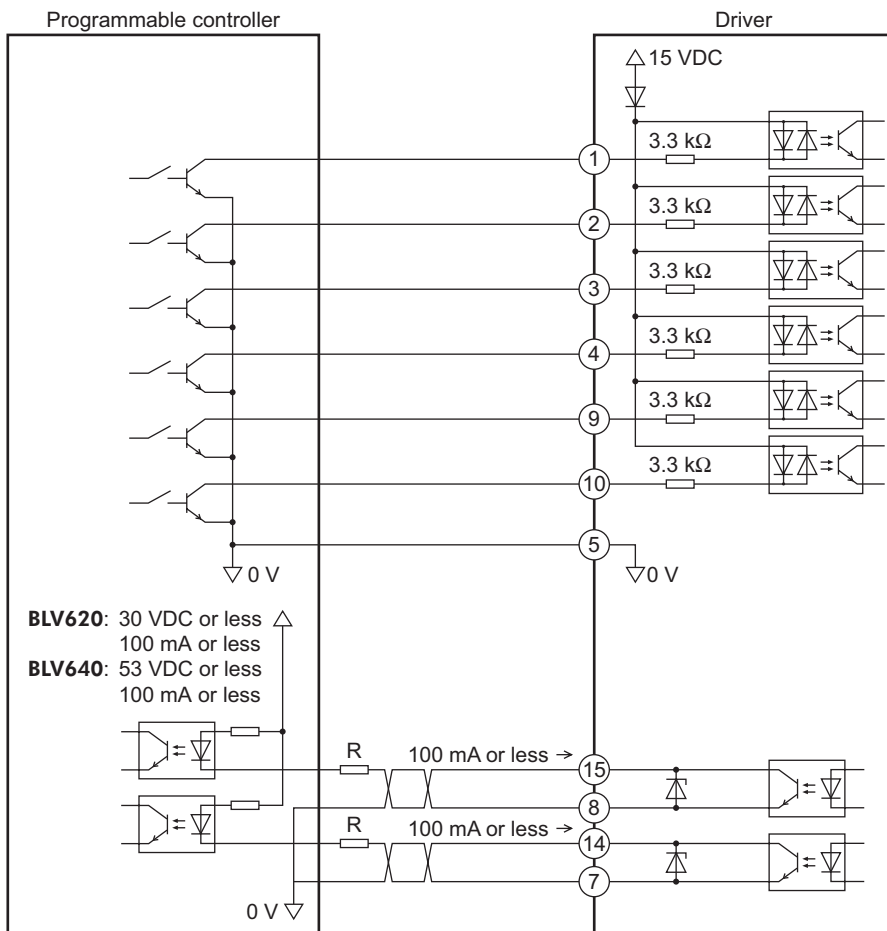 Programmable controller
Driver
15 VDC
1
3.3 kΩ
2
3.3 kΩ
3
3.3 kΩ
4
3.3 kΩ
9
3.3 kΩ
10
3.3 kΩ
5
0 V
0 V
BLV620: 30 VDC or less
100 mA or less
BLV640: 53 VDC or less
100 mA or less
R
100 mA or less →
15
8
R
100 mA or less →
14
7
0 V